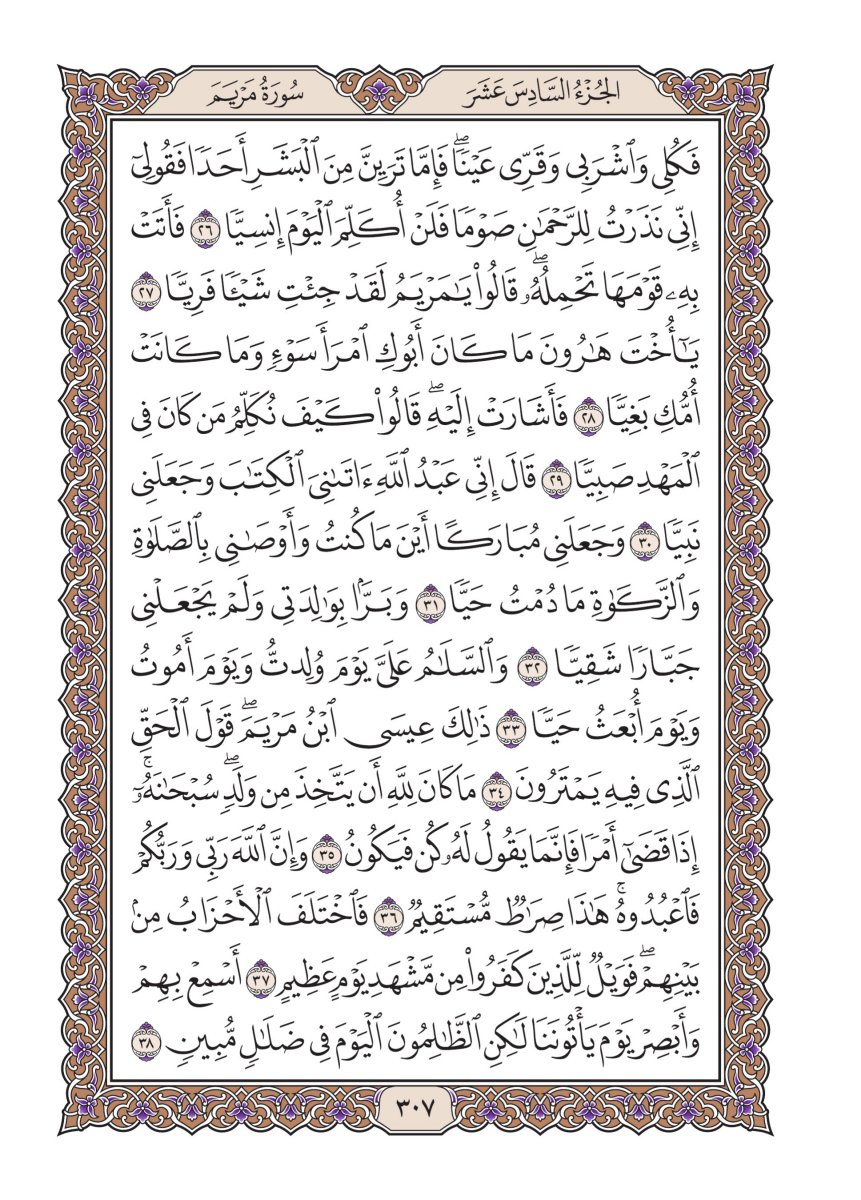 الجُزْءُ السَّادِسَ عَشَرَ
سُورَةُ مَرْيَمَ
فَكُلِي وَٱشْرَبِي وَقَرِّي عَيْنٗاۖ فَإِمَّا تَرَيِنَّ مِنَ ٱلْبَشَرِ أَحَدٗا فَقُولِيٓ
إِنِّي نَذَرْتُ لِلرَّحْمَٰنِ صَوْمٗا فَلَنْ أُكَلِّمَ ٱلْيَوْمَ إِنسِيّٗا ٢٦ فَأَتَتْ
بِهِۦ قَوْمَهَا تَحْمِلُهُۥۖ قَالُواْ يَٰمَرْيَمُ لَقَدْ جِئْتِ شَيْـٔٗا فَرِيّٗا ٢٧
يَٰٓأُخْتَ هَٰرُونَ مَا كَانَ أَبُوكِ ٱمْرَأَ سَوْءٖ وَمَا كَانَتْ
أُمُّكِ بَغِيّٗا ٢٨ فَأَشَارَتْ إِلَيْهِۖ قَالُواْ كَيْفَ نُكَلِّمُ مَن كَانَ فِي
ٱلْمَهْدِ صَبِيّٗا ٢٩ قَالَ إِنِّي عَبْدُ ٱللَّهِ ءَاتَىٰنِيَ ٱلْكِتَٰبَ وَجَعَلَنِي
نَبِيّٗا ٣٠ وَجَعَلَنِي مُبَارَكًا أَيْنَ مَا كُنتُ وَأَوْصَٰنِي بِٱلصَّلَوٰةِ
وَٱلزَّكَوٰةِ مَا دُمْتُ حَيّٗا ٣١ وَبَرَّۢا بِوَٰلِدَتِي وَلَمْ يَجْعَلْنِي
جَبَّارٗا شَقِيّٗا ٣٢ وَٱلسَّلَٰمُ عَلَيَّ يَوْمَ وُلِدتُّ وَيَوْمَ أَمُوتُ
وَيَوْمَ أُبْعَثُ حَيّٗا ٣٣ ذَٰلِكَ عِيسَى ٱبْنُ مَرْيَمَۖ قَوْلَ ٱلْحَقِّ
ٱلَّذِي فِيهِ يَمْتَرُونَ ٣٤ مَا كَانَ لِلَّهِ أَن يَتَّخِذَ مِن وَلَدٖۖ سُبْحَٰنَهُۥٓۚ
إِذَا قَضَىٰٓ أَمْرٗا فَإِنَّمَا يَقُولُ لَهُۥ كُن فَيَكُونُ ٣٥ وَإِنَّ ٱللَّهَ رَبِّي وَرَبُّكُمْ
فَٱعْبُدُوهُۚ هَٰذَا صِرَٰطٞ مُّسْتَقِيمٞ ٣٦ فَٱخْتَلَفَ ٱلْأَحْزَابُ مِنۢ
بَيْنِهِمْۖ فَوَيْلٞ لِّلَّذِينَ كَفَرُواْ مِن مَّشْهَدِ يَوْمٍ عَظِيمٍ ٣٧ أَسْمِعْ بِهِمْ
وَأَبْصِرْ يَوْمَ يَأْتُونَنَا لَٰكِنِ ٱلظَّٰلِمُونَ ٱلْيَوْمَ فِي ضَلَٰلٖ مُّبِينٖ ٣٨
٣٠٧